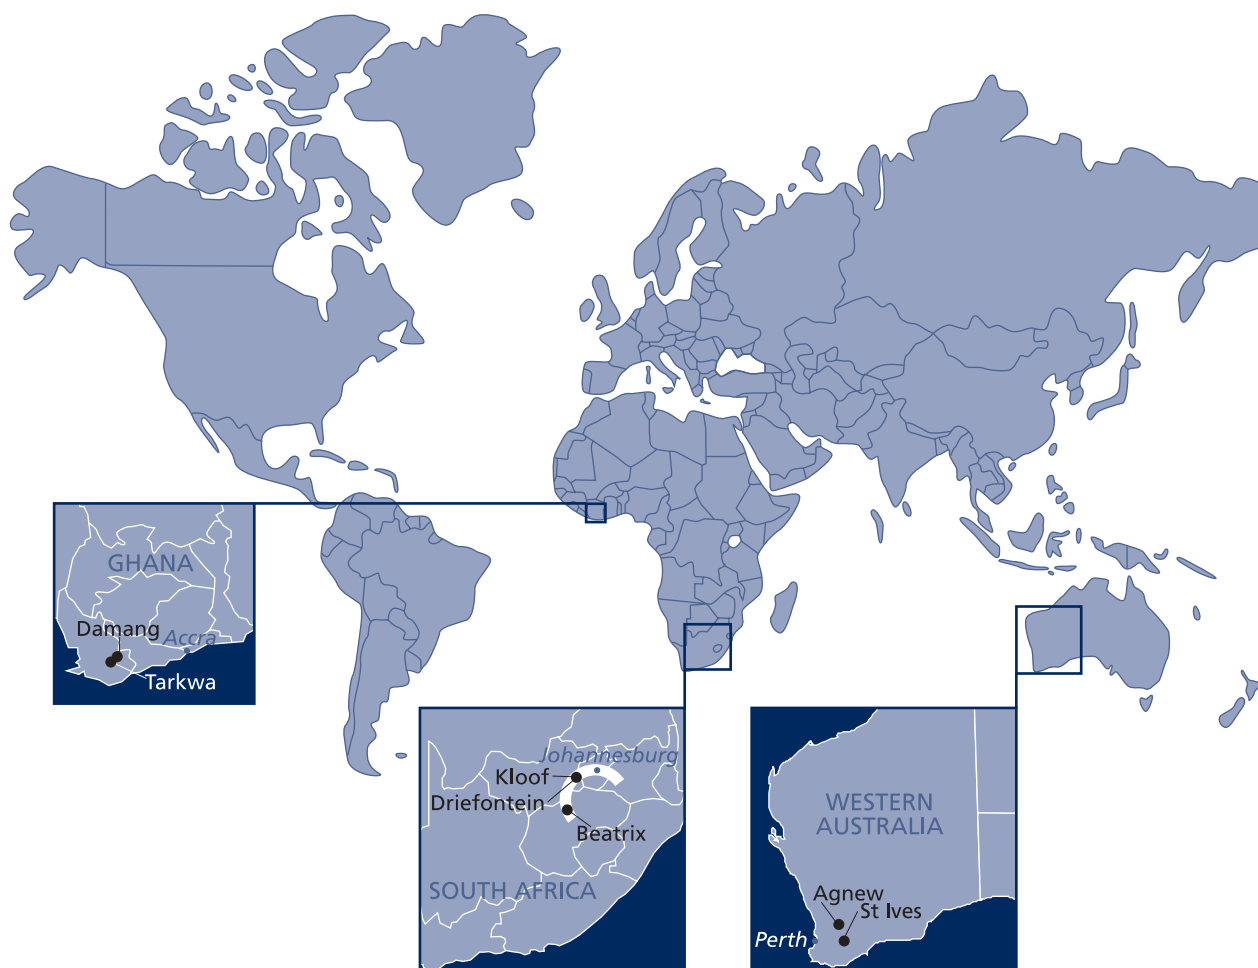 GHANA
Damang
Accra
Tarkwa
Johannesburg
Kloof
Driefontein
Beatrix
SOUTH AFRICA
WESTERN
AUSTRALIA
Agnew
St Ives
Perth